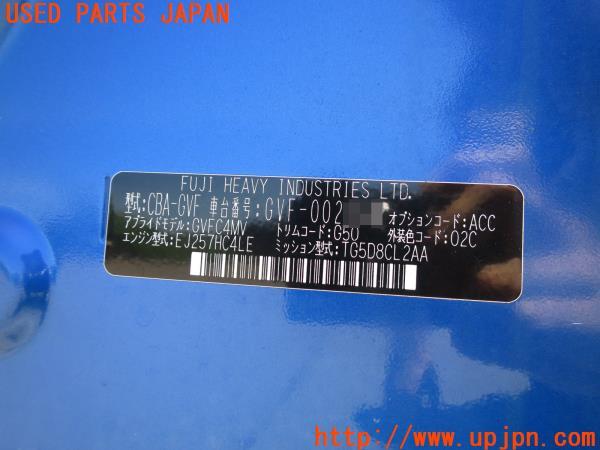 USED PARTS JAPAN
FUJI HEAVY INDUSTRIES LTD.
型式:CBA-GVF 車台番号:GVF-002 オプションコード:ACC
アプライドモデル:GVFC4MV トリムコード:G50 外装色コード:02C
エンジン型式:EJ257HC4LE ミッション型式:TG5D8CL2AA
http://www.upjpn.com/